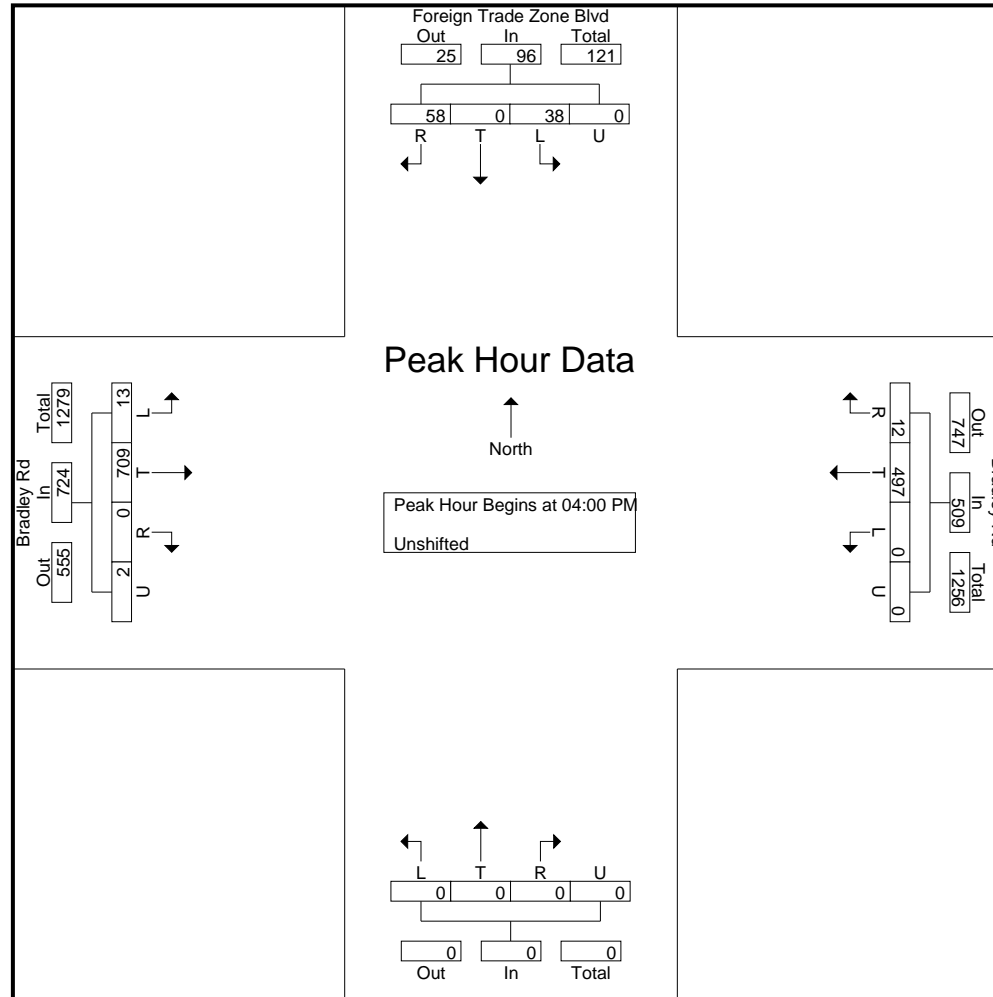 Foreign Trade Zone Blvd
Out In Total
25 96 121
58 0 38 0
R T L U
Peak Hour Data
North
Peak Hour Begins at 04:00 PM
Unshifted
Bradley Rd
Out In Total
555 724 1279
2 0 709 13
U R T L
Out In Total
747 509 1256
12 497 0 0
R T L U
L T R U
0 0 0 0
0 0 0
Out In Total